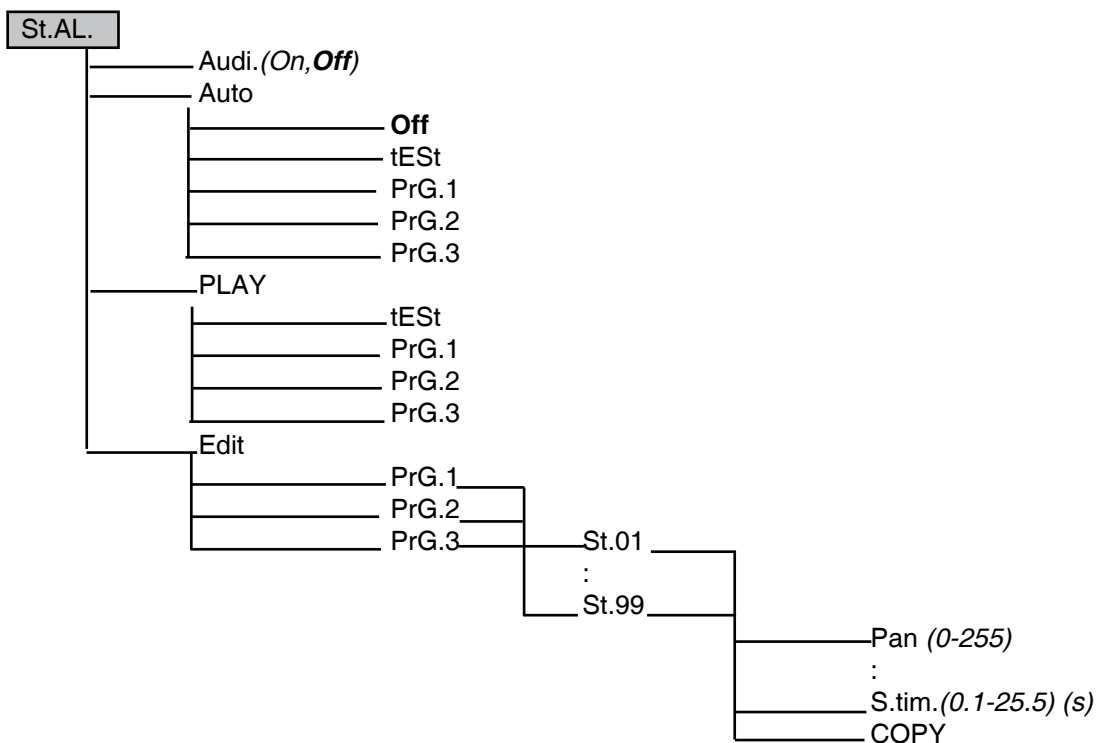 St.AL.
Audi.(On,Off)
Auto
Off
tESt
PrG.1
PrG.2
PrG.3
PLAY
tESt
PrG.1
PrG.2
PrG.3
Edit
PrG.1
PrG.2
PrG.3
St.01
:
St.99
Pan (0-255)
:
S.tim.(0.1-25.5) (s)
COPY